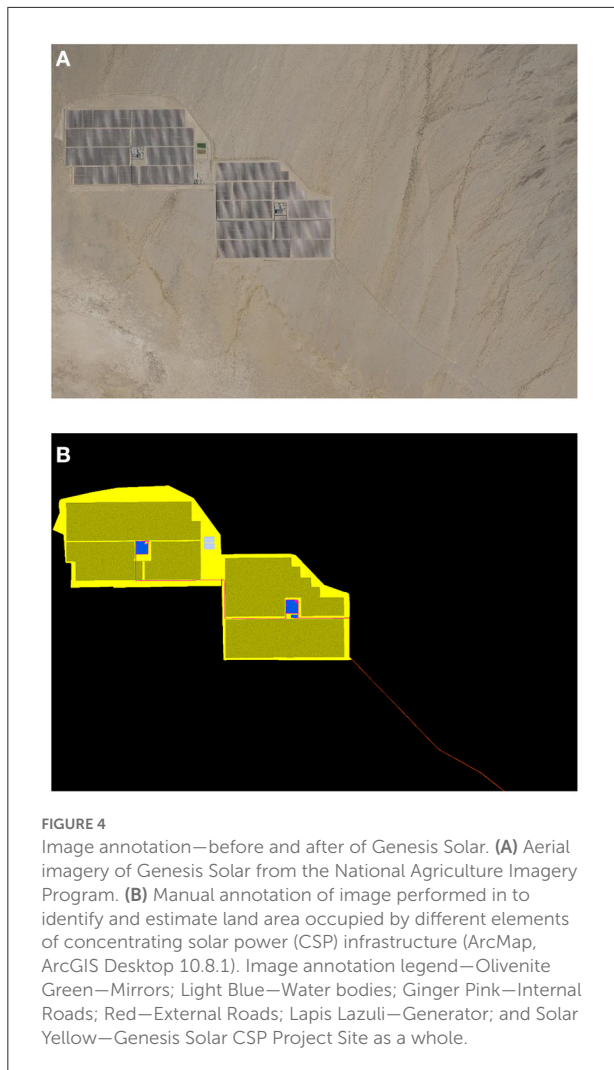 A
B
FIGURE 4
Image annotation—before and after of Genesis Solar. (A) Aerial
imagery of Genesis Solar from the National Agriculture Imagery
Program. (B) Manual annotation of image performed in to
identify and estimate land area occupied by different elements
of concentrating solar power (CSP) infrastructure (ArcMap,
ArcGIS Desktop 10.8.1). Image annotation legend—Olivenite
Green—Mirrors; Light Blue—Water bodies; Ginger Pink—Internal
Roads; Red—External Roads; Lapis Lazuli—Generator; and Solar
Yellow—Genesis Solar CSP Project Site as a whole.